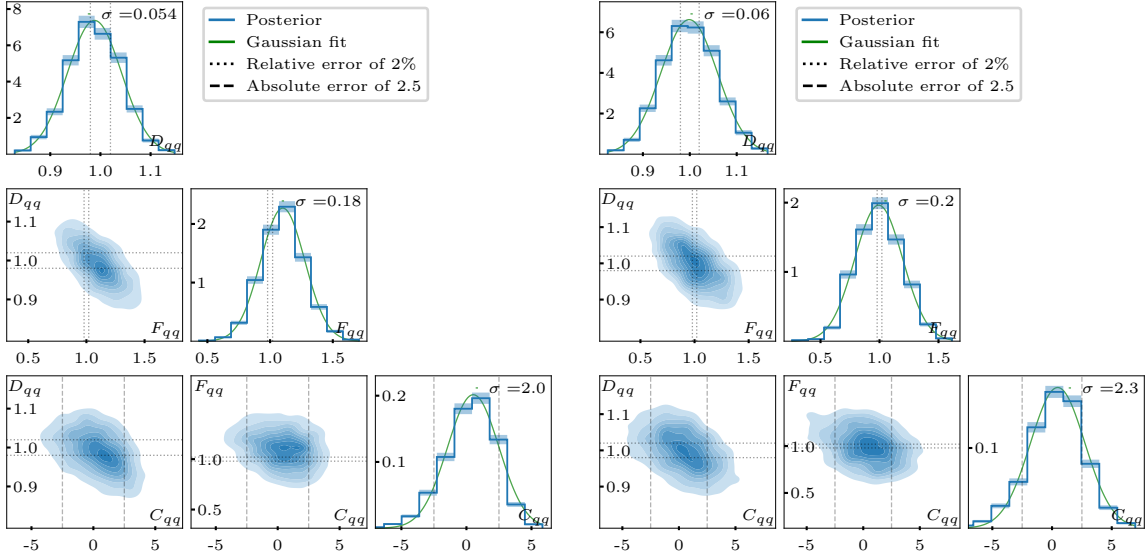 σ =0.054
8
6
4
2
D_qq
0.9 1.0 1.1
Posterior
Gaussian fit
Relative error of 2%
Absolute error of 2.5
D_qq
1.1
1.0
0.9
F_qq
0.5 1.0 1.5
σ =0.18
2
1
F_qq
0.5 1.0 1.5
D_qq
1.1
1.0
0.9
C_qq
-5 0 5
F_qq
1.0
0.5
C_qq
-5 0 5
σ =2.0
0.2
0.1
C_qq
-5 0 5
σ =0.06
6
4
2
D_qq
0.9 1.0 1.1
Posterior
Gaussian fit
Relative error of 2%
Absolute error of 2.5
D_qq
1.1
1.0
0.9
F_qq
0.5 1.0 1.5
σ =0.2
2
1
F_qq
0.5 1.0 1.5
D_qq
1.1
1.0
0.9
C_qq
-5 0 5
F_qq
1.0
0.5
C_qq
-5 0 5
σ =2.3
0.1
C_qq
-5 0 5